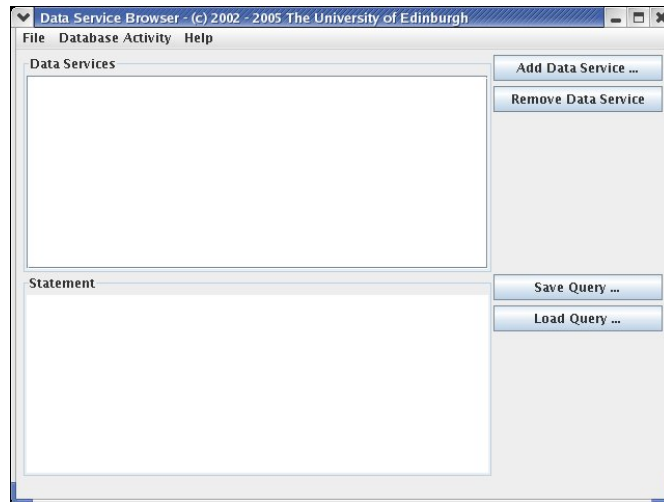 Data Service Browser - (c) 2002 - 2005 The University of Edinburgh
File Database Activity Help
Data Services
Add Data Service ...
Remove Data Service
Statement
Save Query ...
Load Query ...